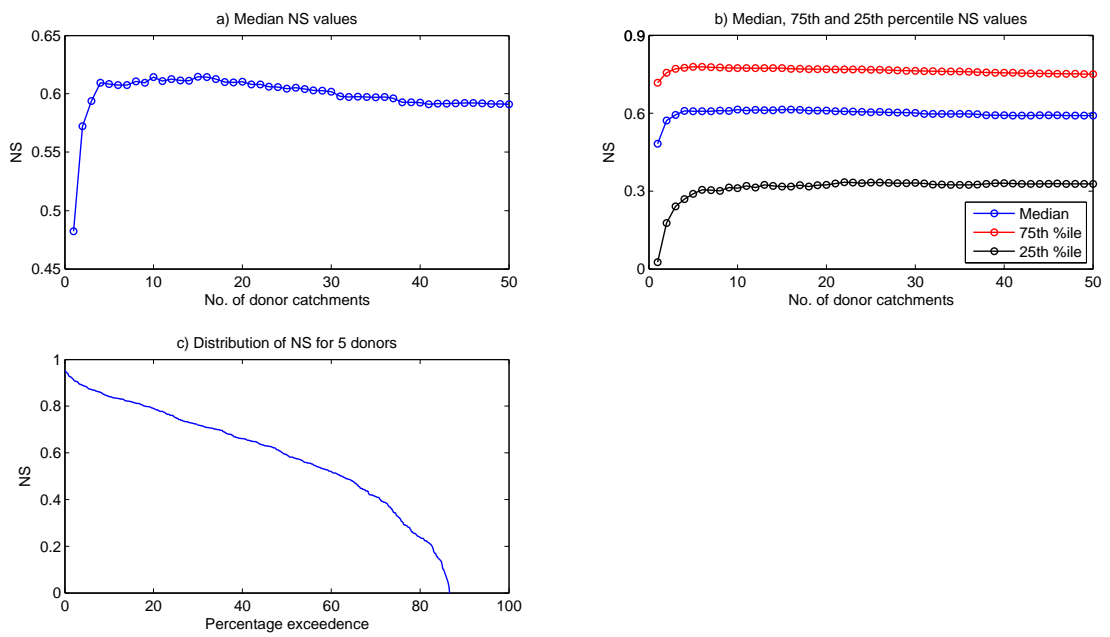 a) Median NS values
0.65
0.6
0.55
0.5
0.45
NS
0 10 20 30 40 50
No. of donor catchments
b) Median, 75th and 25th percentile NS values
0.9
0.6
0.3
0
NS
Median
75th %ile
25th %ile
0 10 20 30 40 50
No. of donor catchments
c) Distribution of NS for 5 donors
1
0.8
0.6
0.4
0.2
0
NS
0 20 40 60 80 100
Percentage exceedence